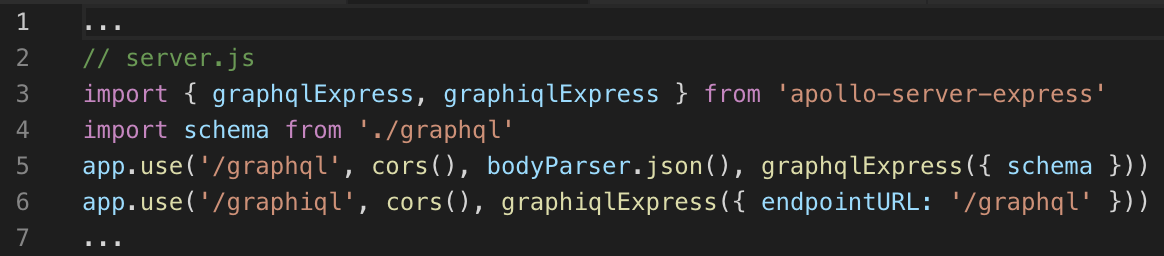 1 ...
2 // server.js
3 import { graphqlExpress, graphiqlExpress } from 'apollo-server-express'
4 import schema from './graphql'
5 app.use('/graphql', cors(), bodyParser.json(), graphqlExpress({ schema }))
6 app.use('/graphiql', cors(), graphiqlExpress({ endpointURL: '/graphql' }))
7 ...